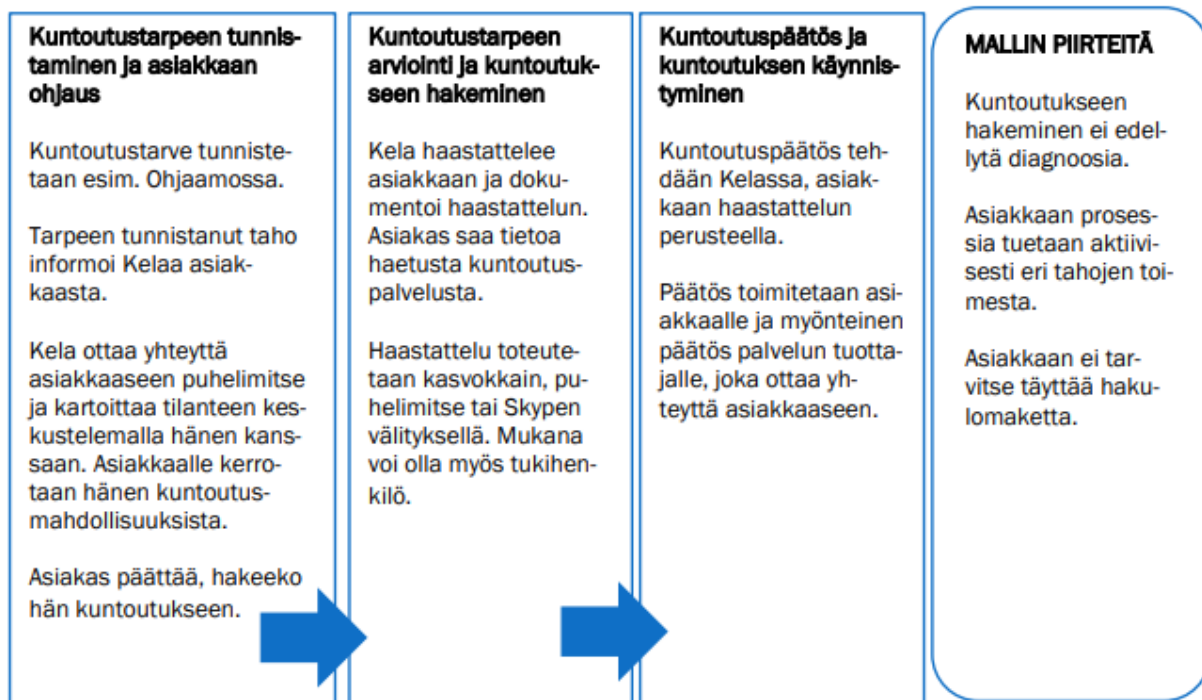 Kuntoutustarpeen tunnis-
taminen ja asiakkaan
ohjaus
Kuntoutustarve tunniste-
taan esim. Ohjaamossa.
Tarpeen tunnistanut taho
informoi Kelaa asiak-
kaasta.
Kela ottaa yhteyttä
asiakkaaseen puhelimitse
ja kartoittaa tilanteen kes-
kustelemalla hänen kans-
saan. Asiakkaalle kerro-
taan hänen kuntoutus-
mahdollisuuksista.
Asiakas päättää, hakeeko
hän kuntoutukseen.
Kuntoutustarpeen
arviointi ja kuntoutuk-
seen hakeminen
Kela haastattelee
asiakkaan ja doku-
mentoi haastattelun.
Asiakas saa tietoa
haetusta kuntoutus-
palvelusta.
Haastattelu toteute-
taan kasvokkain, pu-
helimitse tai Skypen
välityksellä. Mukana
voi olla myös tukihen-
kilö.
Kuntoutuspäätös ja
kuntoutuksen käynnis-
tyminen
Kuntoutuspäätös teh-
dään Kelassa, asiak-
kaan haastattelun
perusteella.
Päätös toimitetaan asi-
akkaalle ja myönteinen
päätös palvelun tuotta-
jalle, joka ottaa yh-
teyttä asiakkaaseen.
MALLIN PIIRTEITÄ
Kuntoutukseen
hakeminen ei edel-
lytä diagnoosia.
Asiakkaan proses-
sia tuetaan aktiivi-
sesti eri tahojen toi-
mesta.
Asiakkaan ei tar-
vitse täyttää haku-
lomaketta.